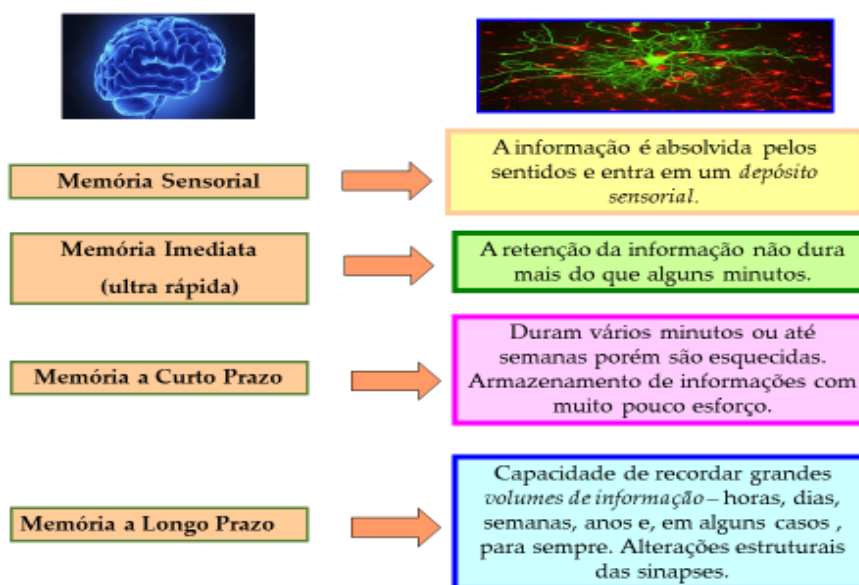 Memória Sensorial
A informação é absolvida pelos
sentidos e entra em um depósito
sensorial.
Memória Imediata
(ultra rápida)
A retenção da informação não dura
mais do que alguns minutos.
Memória a Curto Prazo
Duram vários minutos ou até
semanas porém são esquecidas.
Armazenamento de informações com
muito pouco esforço.
Memória a Longo Prazo
Capacidade de recordar grandes
volumes de informação – horas, dias,
semanas, anos e, em alguns casos ,
para sempre. Alterações estruturais
das sinapses.